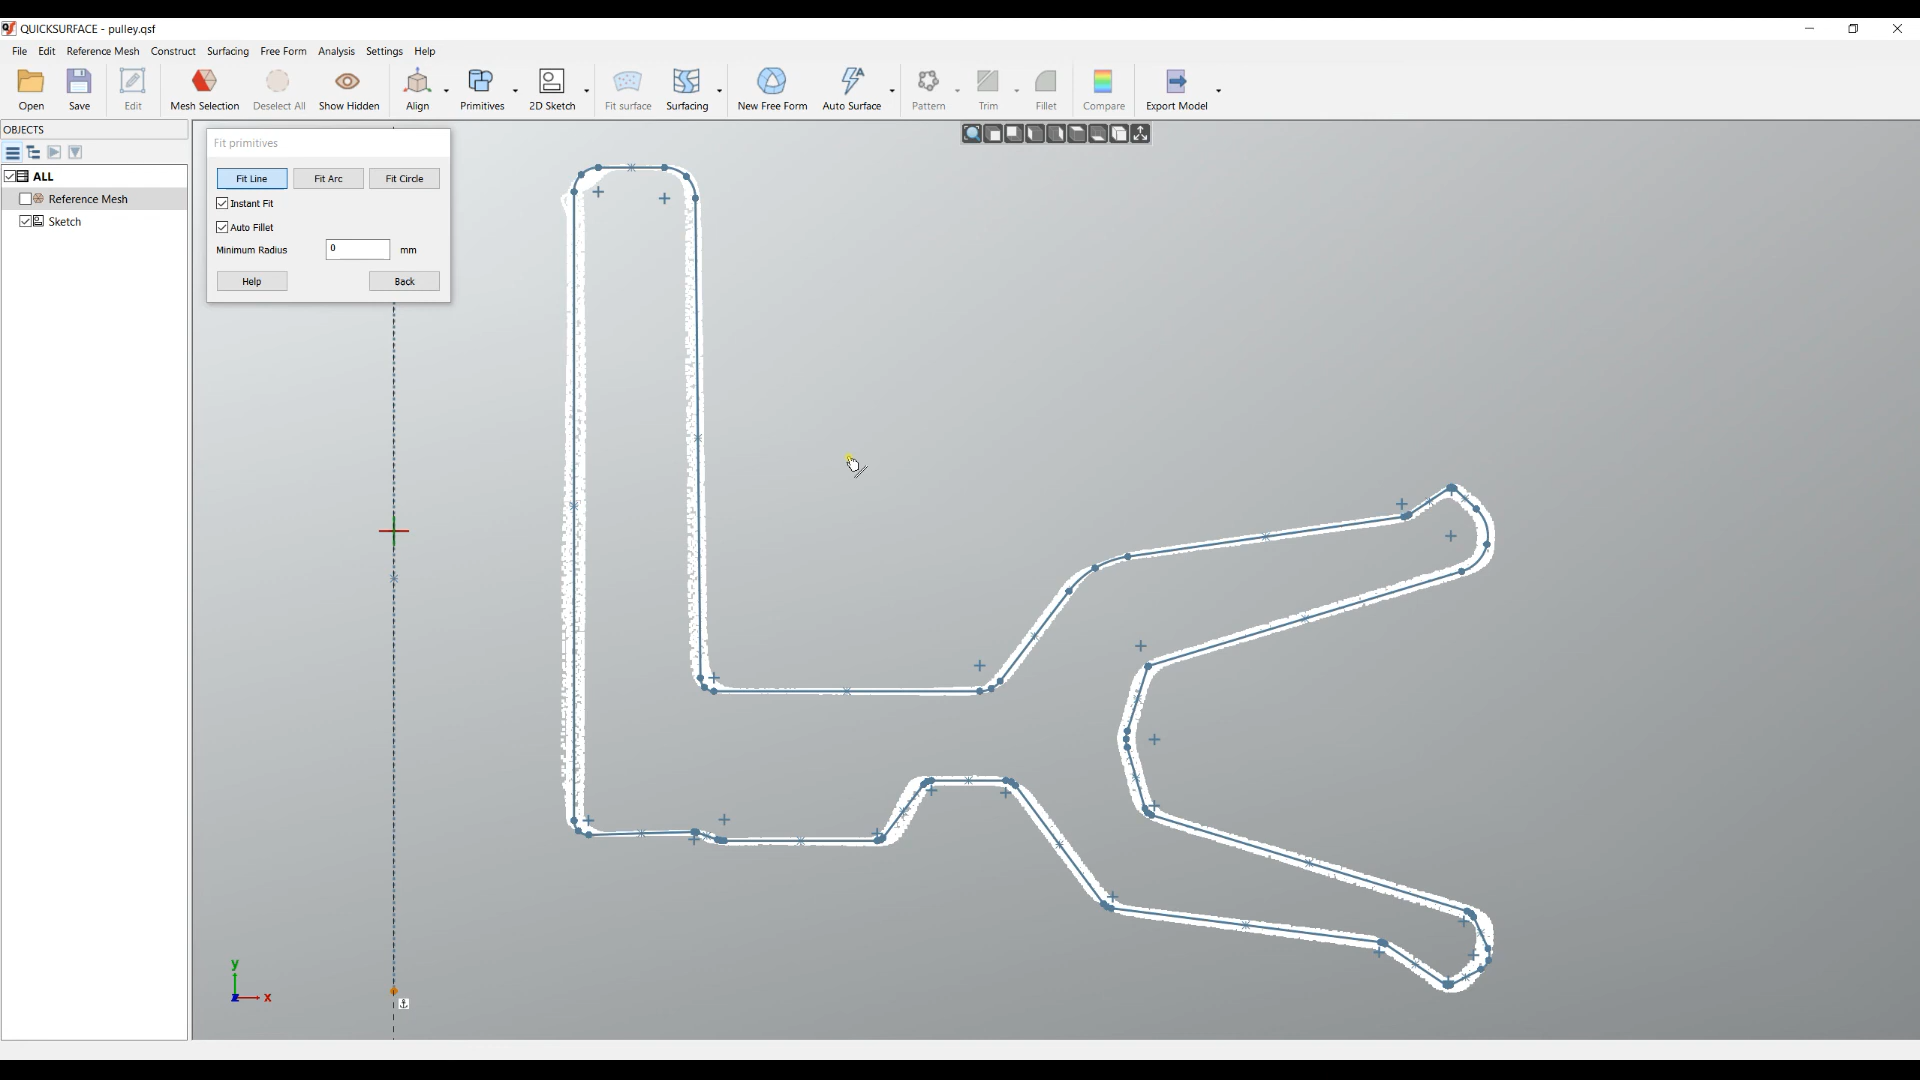 QUICKSURFACE - pulley.qsf
File Edit Reference Mesh Construct Surfacing Free Form Analysis Settings Help
Open Save Edit Mesh Selection Deselect All Show Hidden Align Primitives 2D Sketch Fit surface Surfacing New Free Form Auto Surface Pattern Trim Fillet Compare Export Model
OBJECTS
ALL
Reference Mesh
Sketch
Fit primitives
Fit Line Fit Arc Fit Circle
Instant Fit
Auto Fillet
Minimum Radius 0 mm
Help Back
y
z x